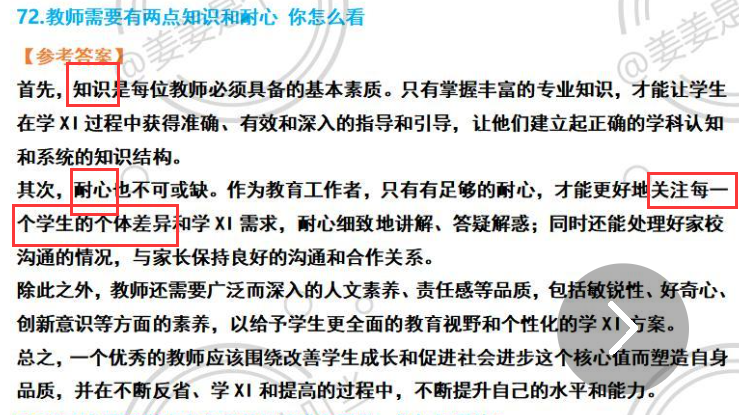 72.教师需要有两点知识和耐心 你怎么看
【参考答案】
首先，知识是每位教师必须具备的基本素质。只有掌握丰富的专业知识，才能让学生
在学 XI 过程中获得准确、有效和深入的指导和引导，让他们建立起正确的学科认知
和系统的知识结构。
其次，耐心也不可或缺。作为教育工作者，只有有足够的耐心，才能更好地关注每一
个学生的个体差异和学 XI 需求，耐心细致地讲解、答疑解惑；同时还能处理好家校
沟通的情况，与家长保持良好的沟通和合作关系。
除此之外，教师还需要广泛而深入的人文素养、责任感等品质，包括敏锐性、好奇心、
创新意识等方面的素养，以给予学生更全面的教育视野和个性化的学 XI 方案。
总之，一个优秀的教师应该围绕改善学生成长和促进社会进步这个核心价值而塑造自身
品质，并在不断反省、学 XI 和提高的过程中，不断提升自己的水平和能力。
@姜姜是
@姜姜是